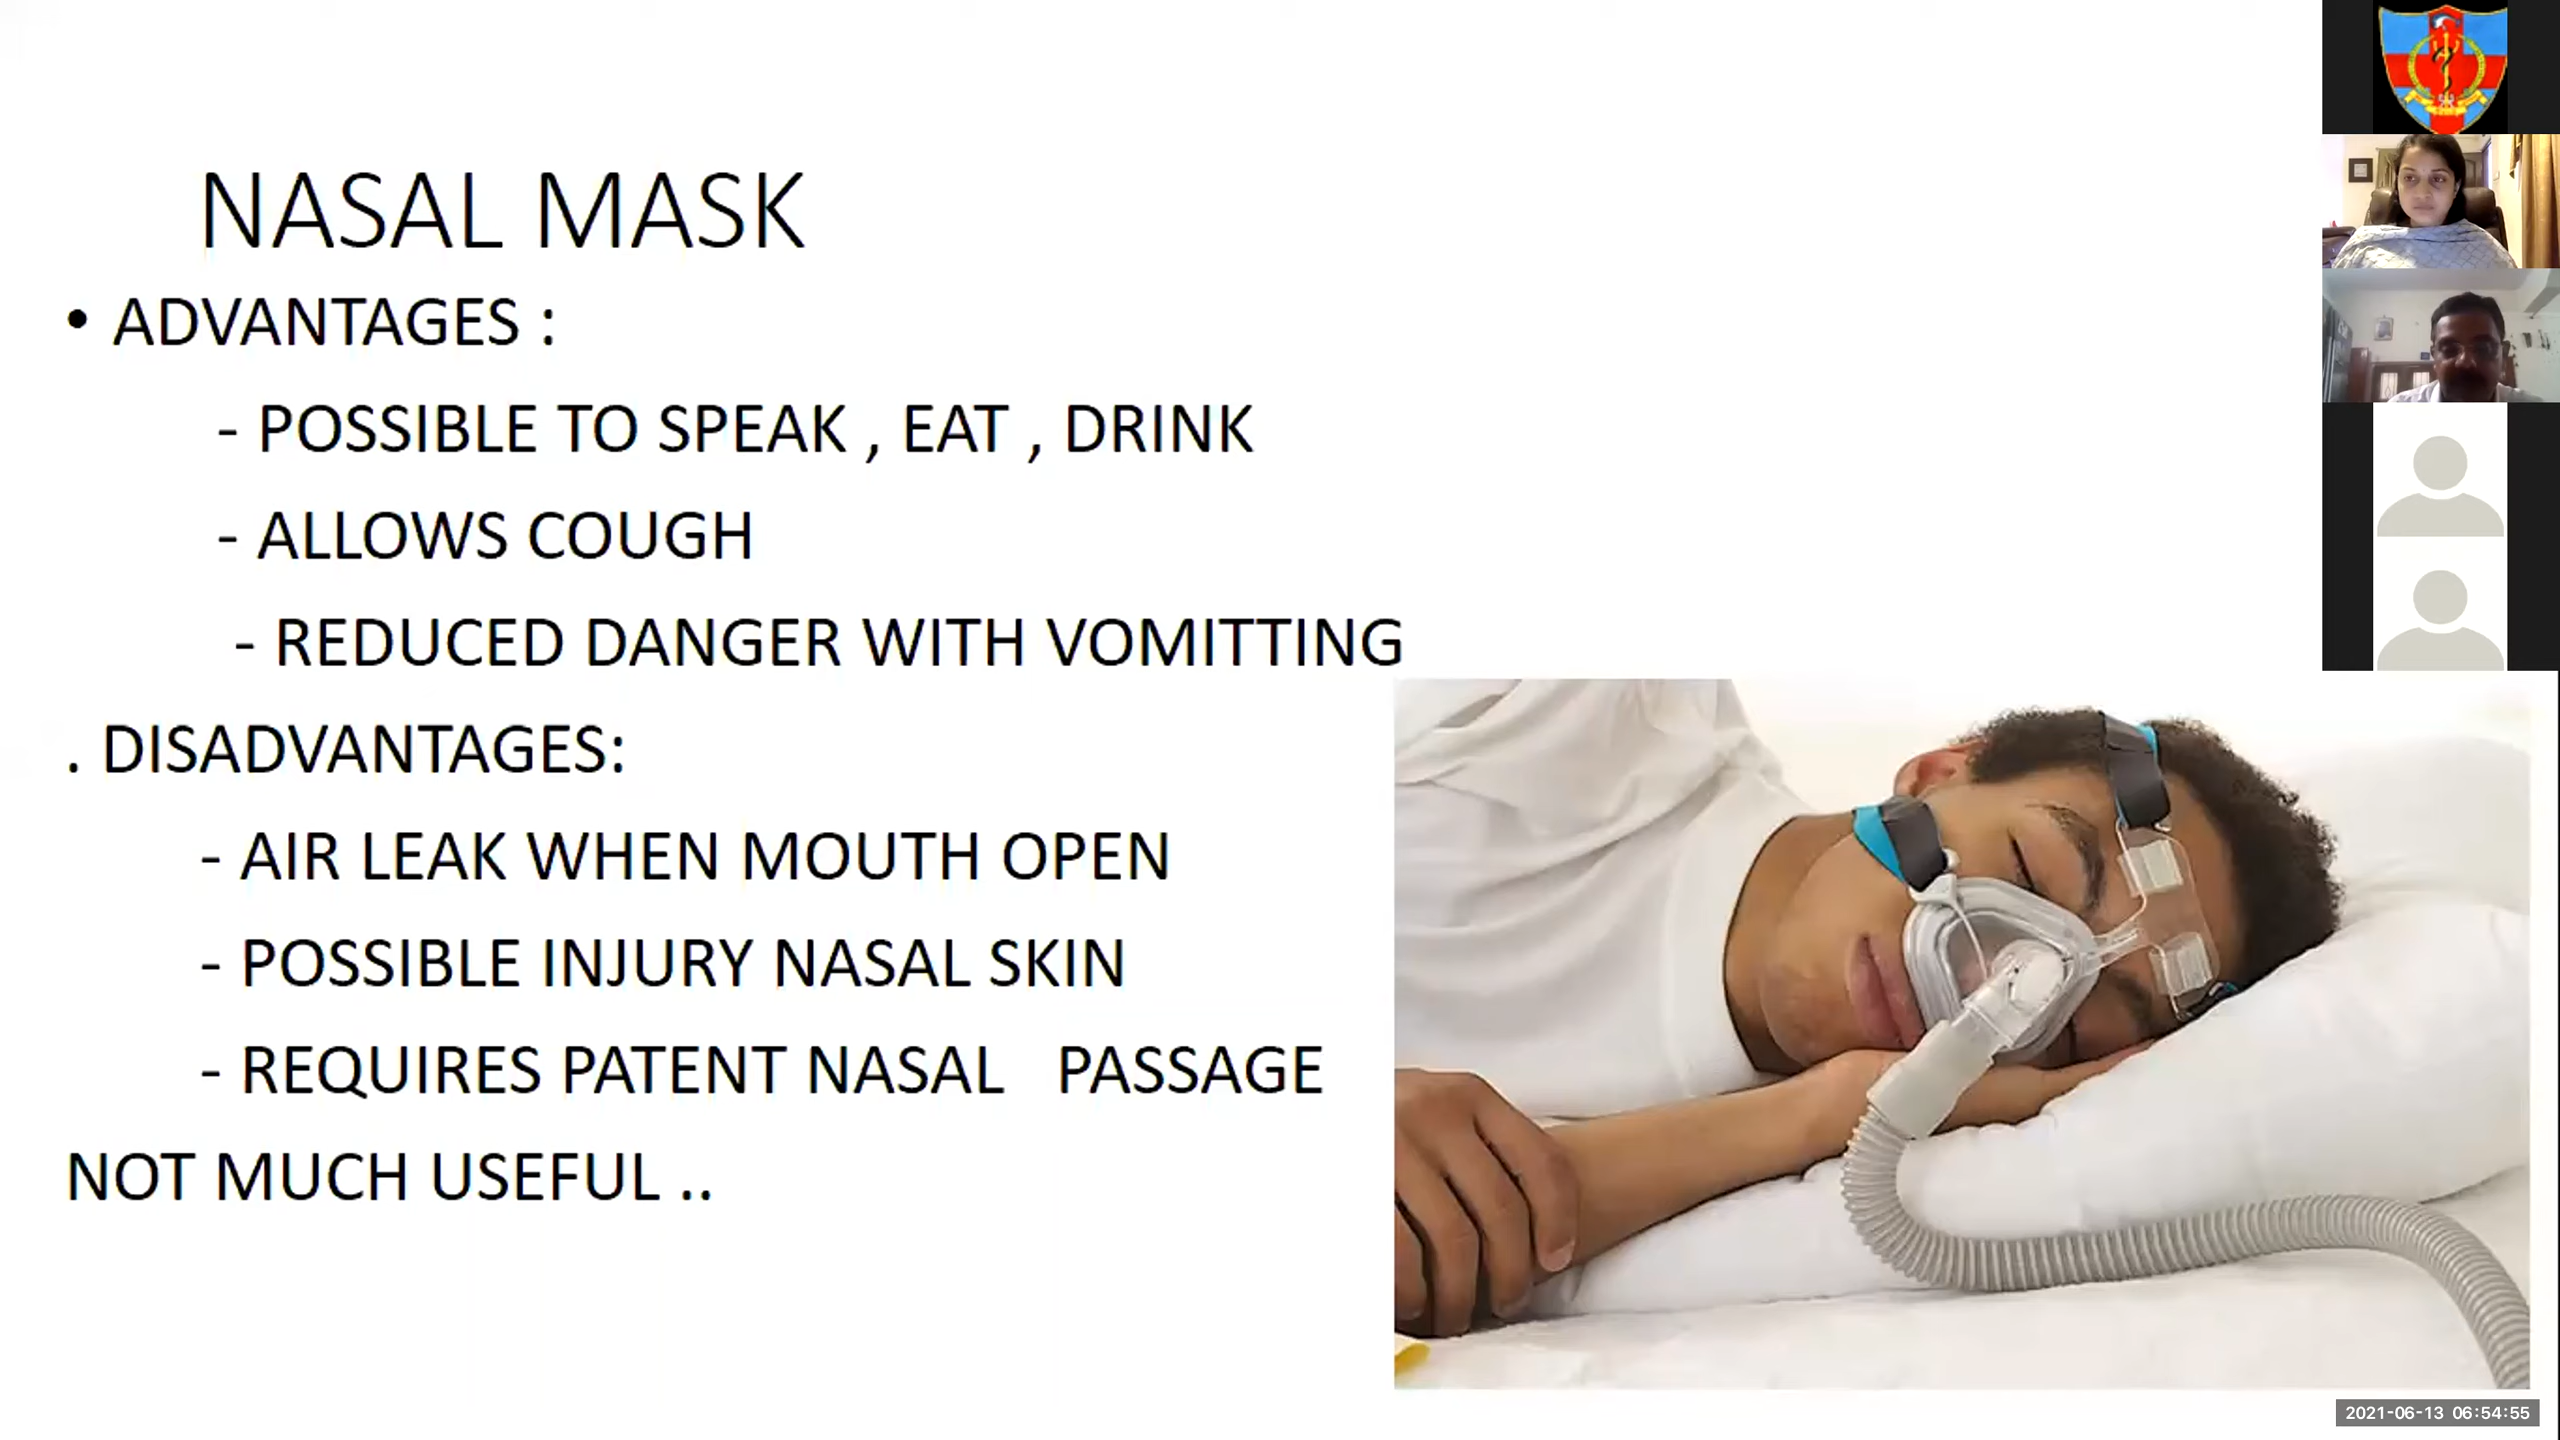 NASAL MASK
• ADVANTAGES :
- POSSIBLE TO SPEAK , EAT , DRINK
- ALLOWS COUGH
- REDUCED DANGER WITH VOMITTING
. DISADVANTAGES:
- AIR LEAK WHEN MOUTH OPEN
- POSSIBLE INJURY NASAL SKIN
- REQUIRES PATENT NASAL PASSAGE
NOT MUCH USEFUL ..
2021-06-13 06:54:55